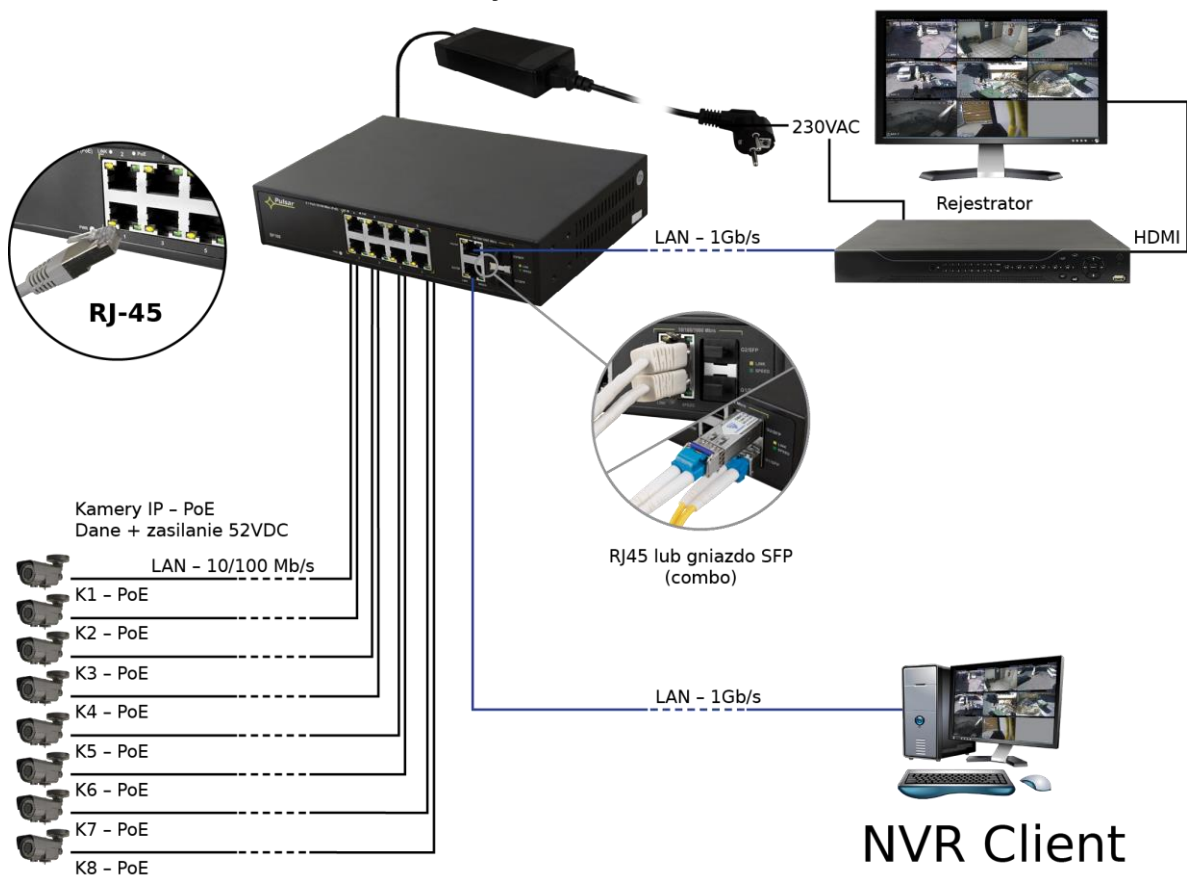 230VAC
Rejestrator
HDMI
LAN – 1Gb/s
Pulsar
RJ-45
RJ45 lub gniazdo SFP
(combo)
Kamery IP – PoE
Dane + zasilanie 52VDC
LAN – 10/100 Mb/s
K1 – PoE
K2 – PoE
K3 – PoE
K4 – PoE
K5 – PoE
K6 – PoE
K7 – PoE
K8 – PoE
LAN – 1Gb/s
NVR Client